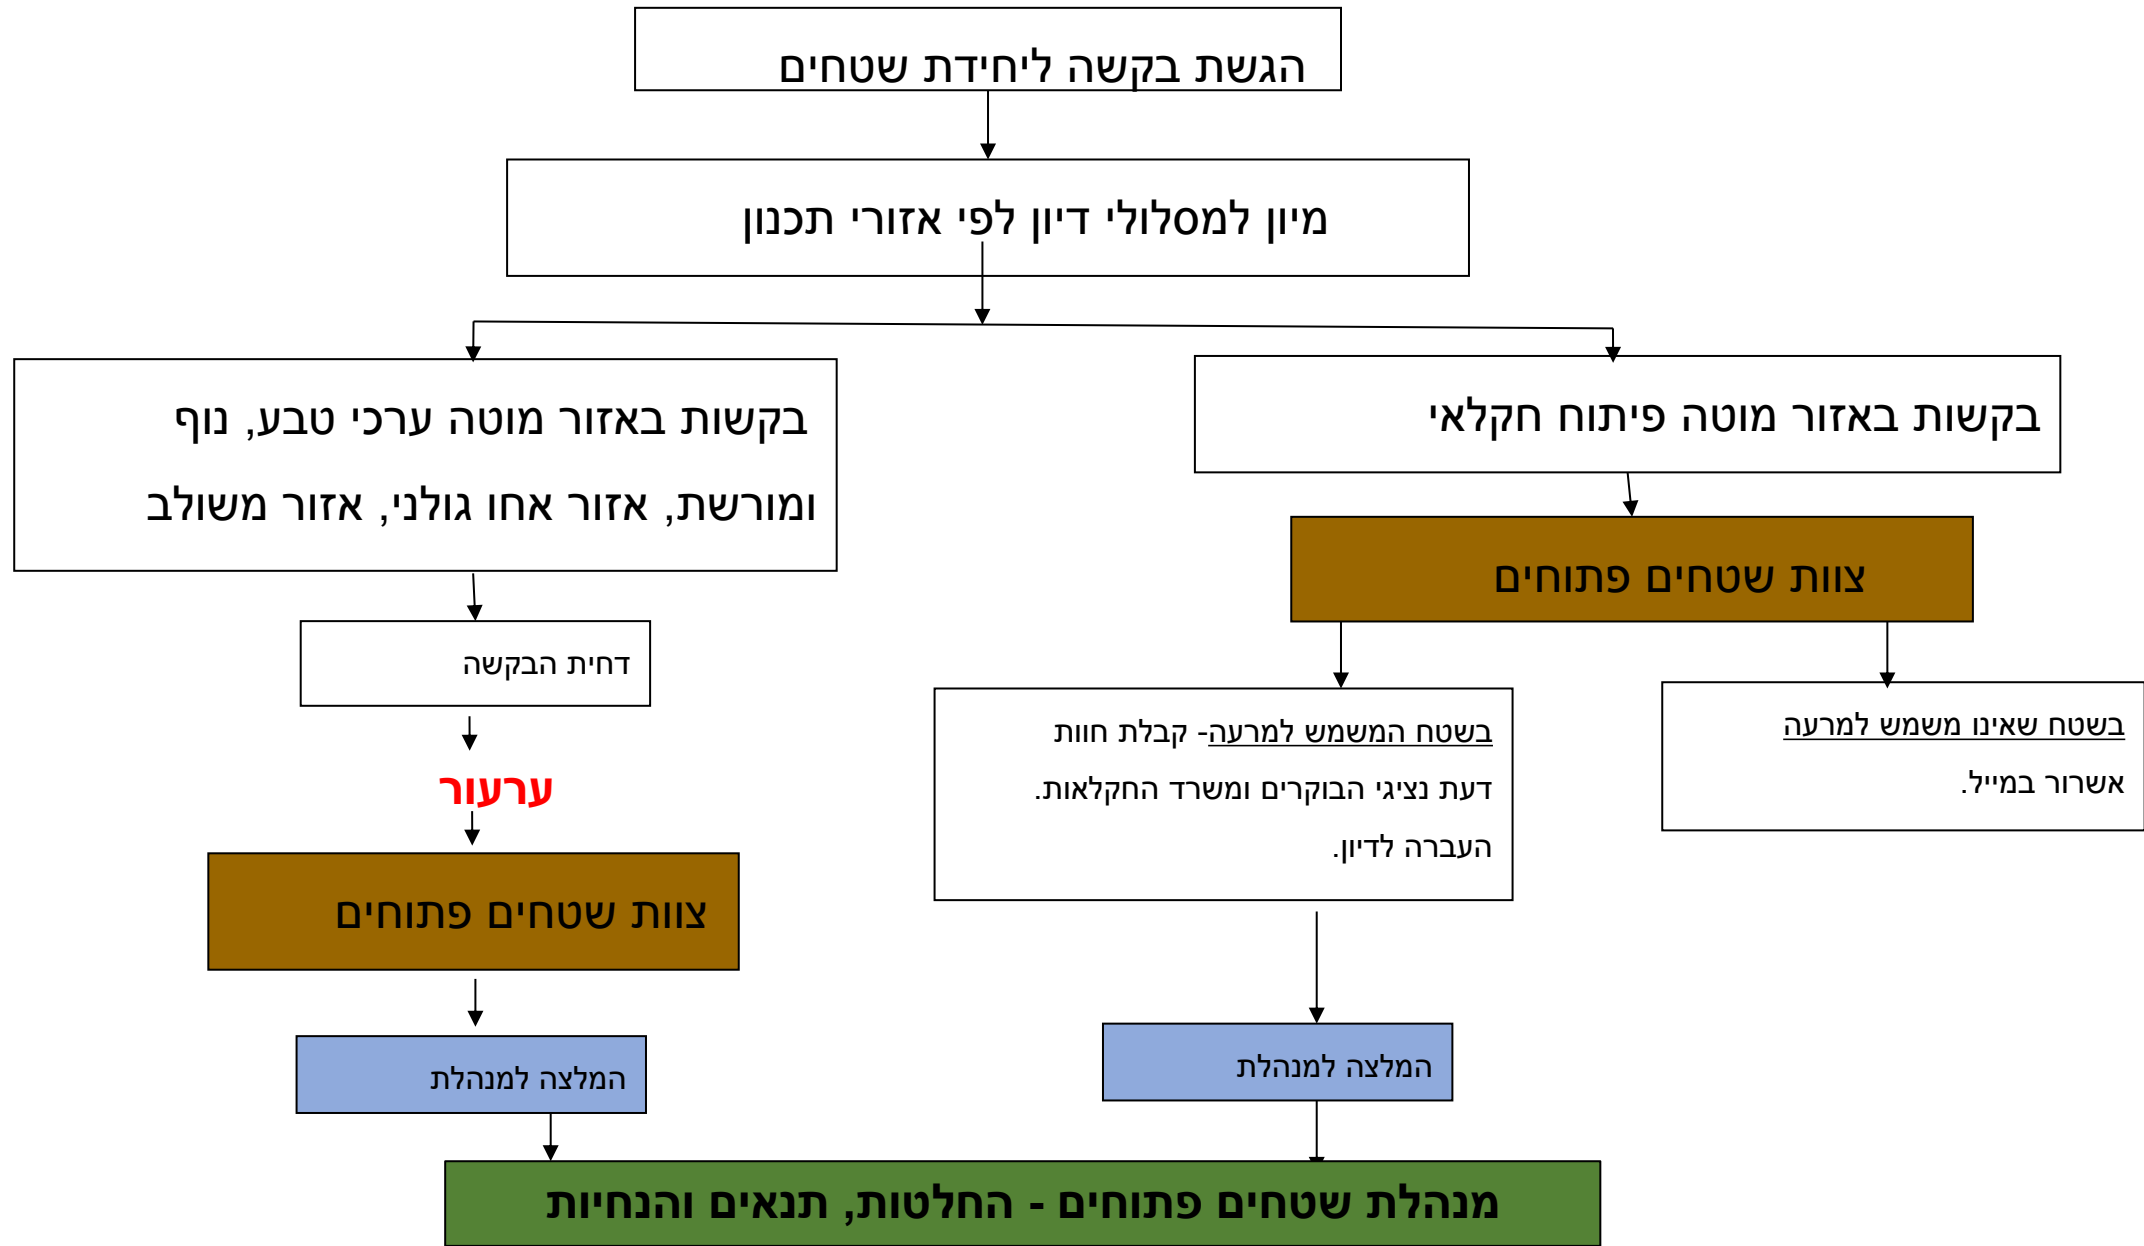 הגשת בקשה ליחידת שטחים
מיון למסלולי דיון לפי אזורי תכנון
בקשות באזור מוטה פיתוח חקלאי
בקשות באזור מוטה ערכי טבע, נוף
ומורשת, אזור אחו גולני, אזור משולב
צוות שטחים פתוחים
דחית הבקשה
בשטח שאינו משמש למרעה
אשרור במייל.
בשטח המשמש למרעה- קבלת חוות
דעת נציגי הבוקרים ומשרד החקלאות.
העברה לדיון.
ערעור
צוות שטחים פתוחים
המלצה למנהלת
המלצה למנהלת
מנהלת שטחים פתוחים - החלטות, תנאים והנחיות